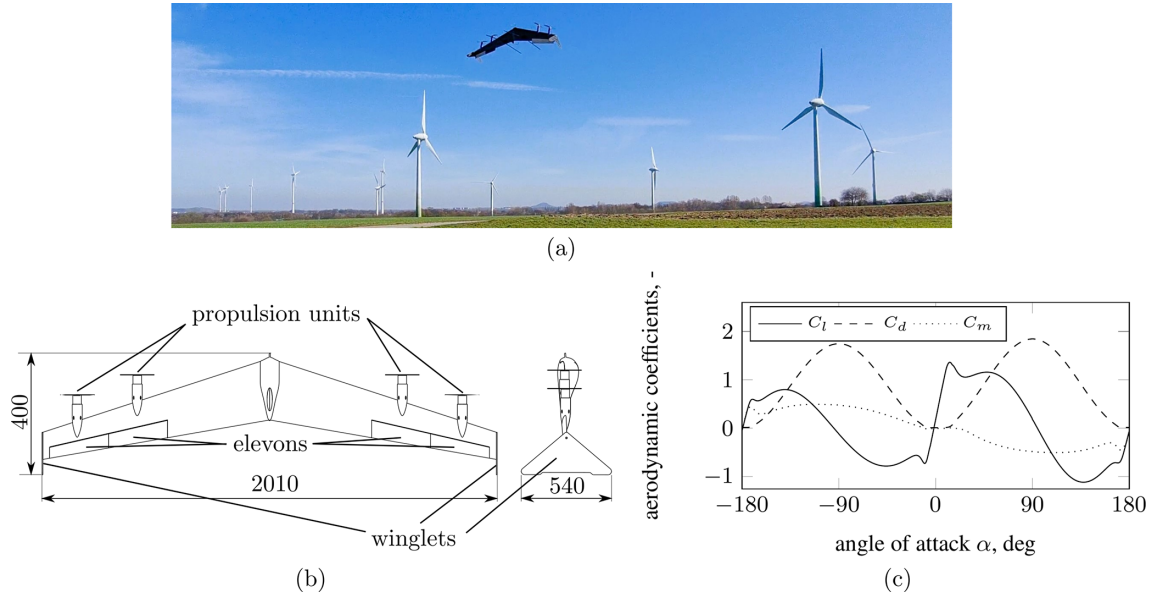 (a)
propulsion units
400
elevons
2010
540
winglets
(b)
aerodynamic coefficients, -
C_l C_d C_m
2
1
0
−1
−180 −90 0 90 180
angle of attack α, deg
(c)